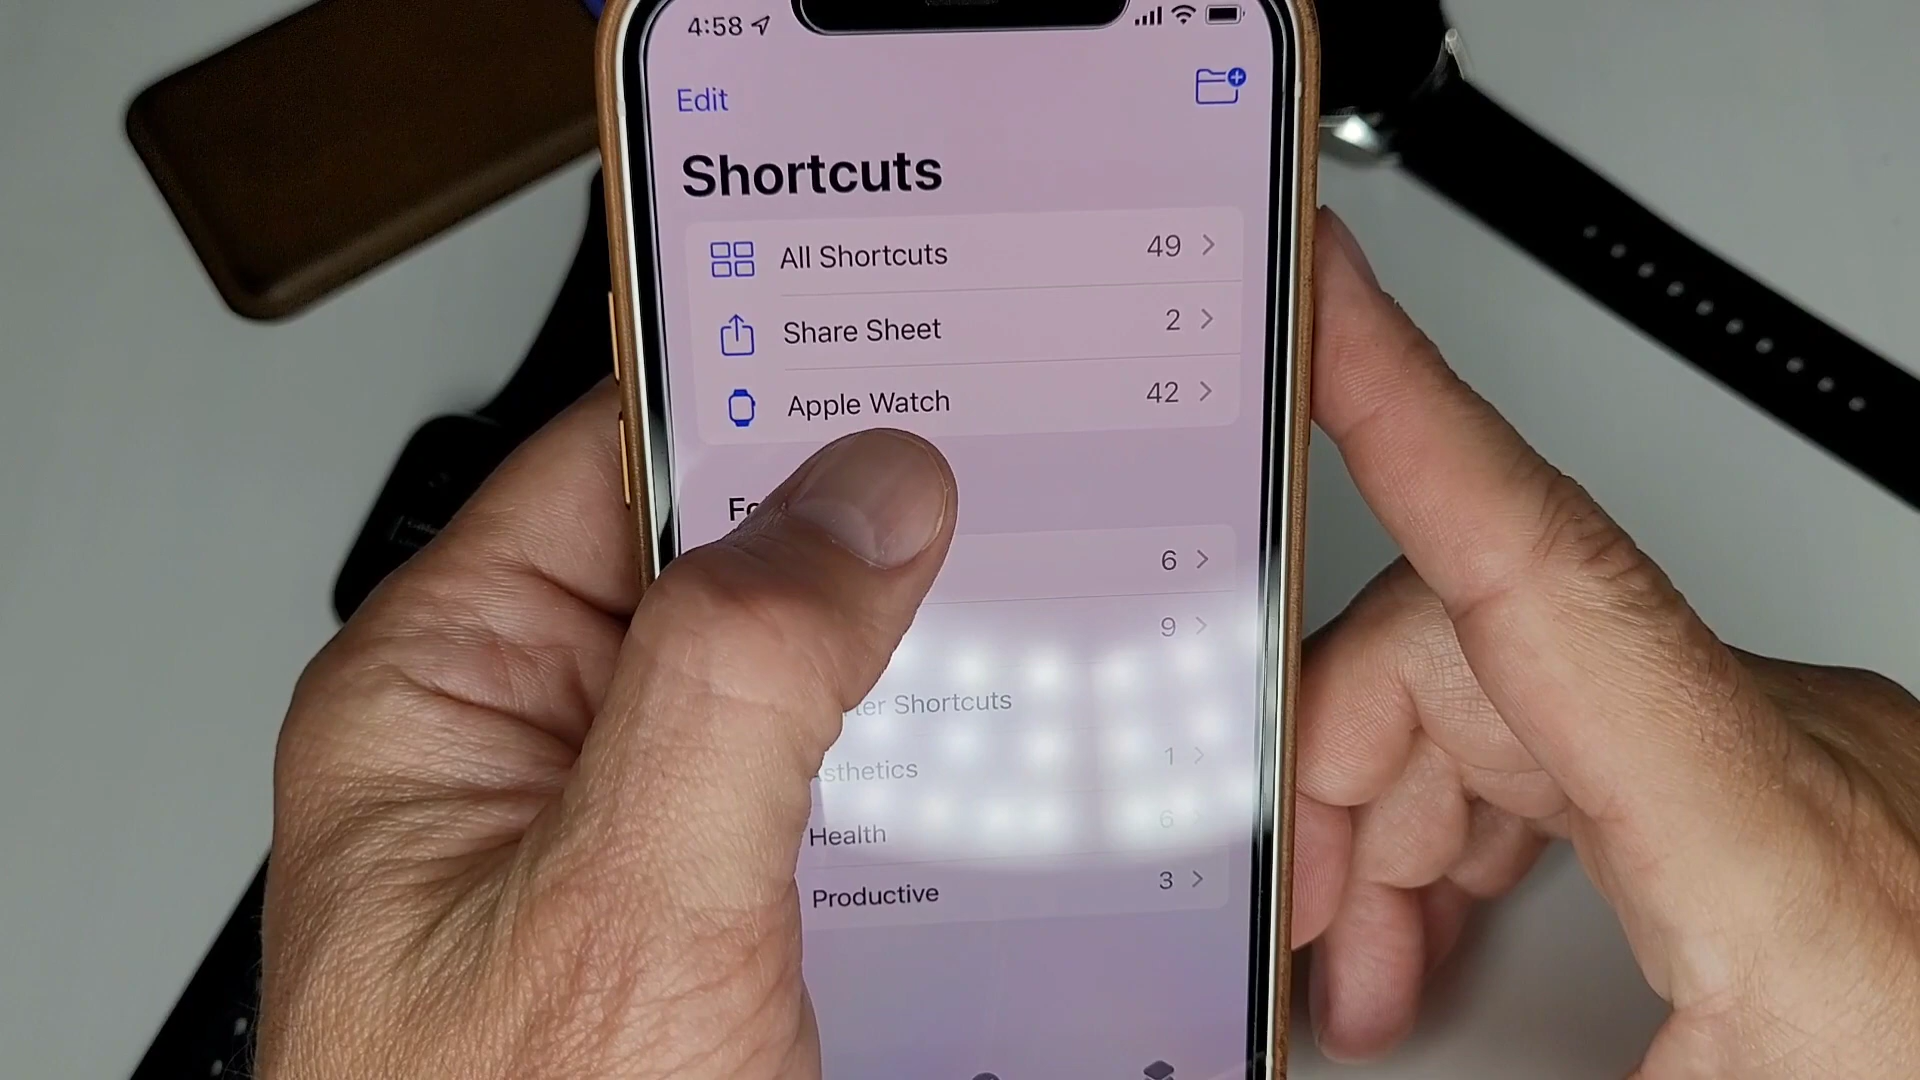 4:58
Edit
Shortcuts
All Shortcuts 49
Share Sheet 2
Apple Watch 42
6
9
Shortcuts
1
Health 6
Productive 3